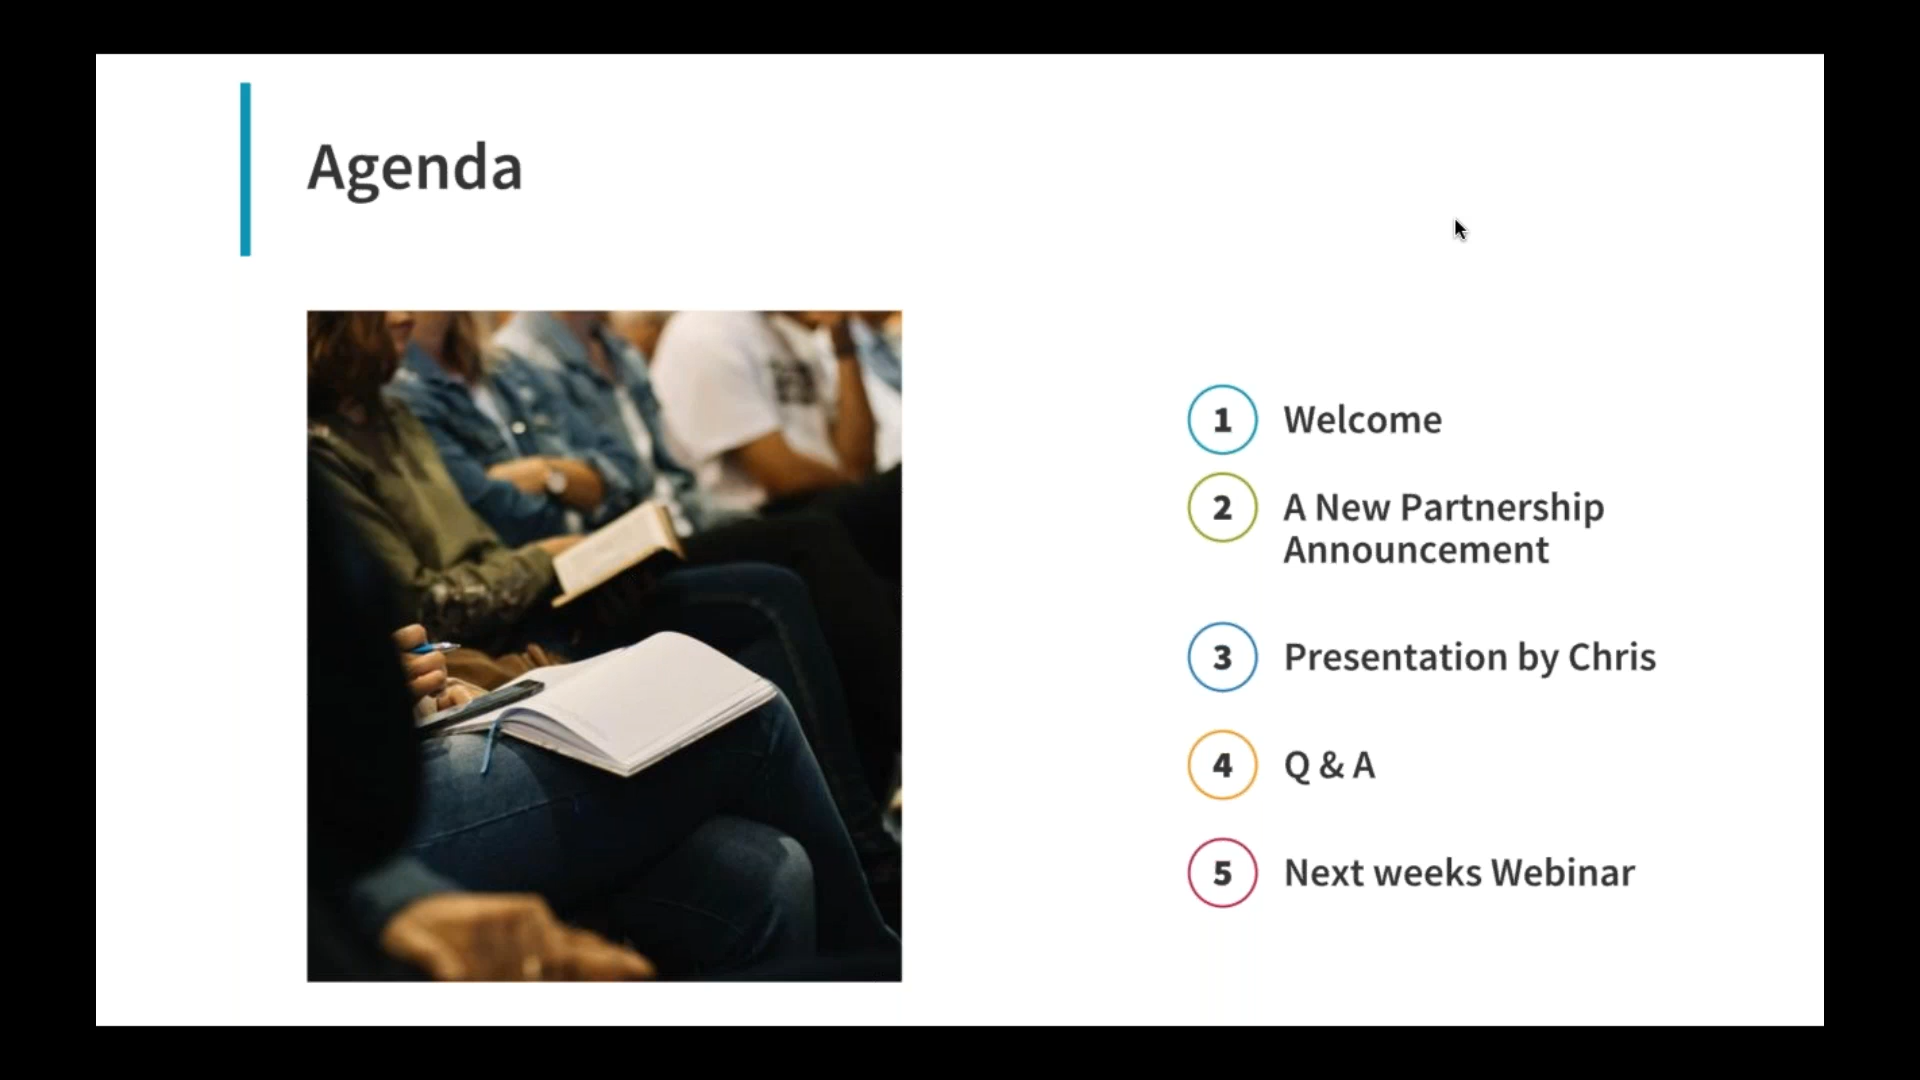 Agenda
1 Welcome
2 A New Partnership
Announcement
3 Presentation by Chris
4 Q & A
5 Next weeks Webinar